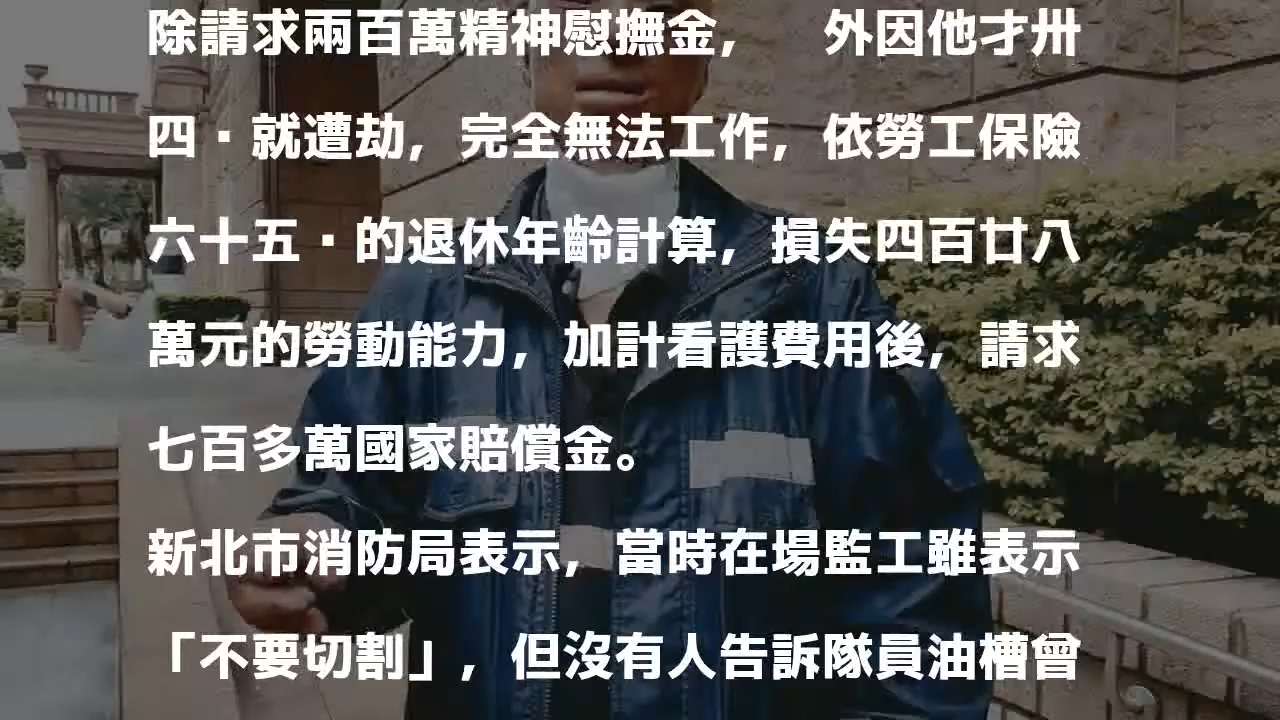 除請求兩百萬精神慰撫金，　外因他才卅
四．就遭劫，完全無法工作，依勞工保險
六十五．的退休年齡計算，損失四百廿八
萬元的勞動能力，加計看護費用後，請求
七百多萬國家賠償金。
新北市消防局表示，當時在場監工雖表示
「不要切割」，但沒有人告訴隊員油槽曾